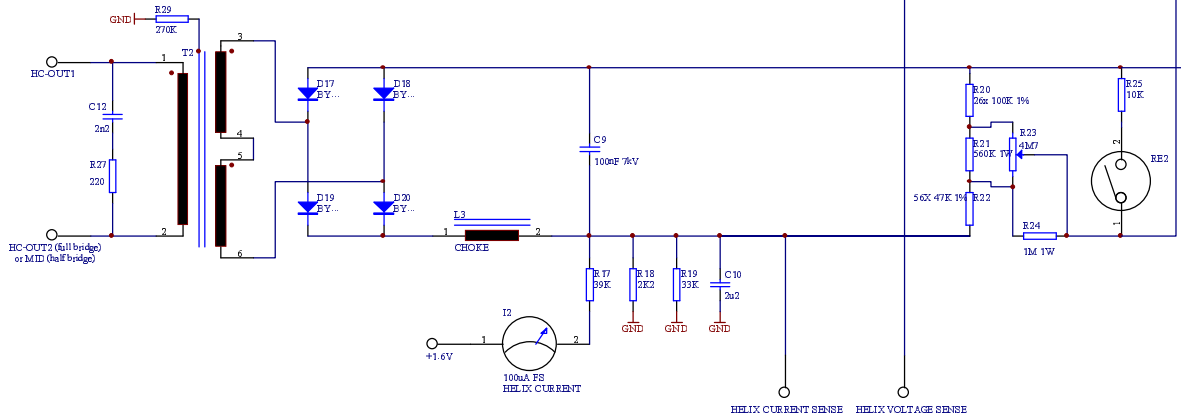 R29
GND
270K
T2
3
HC-OUT1
1
D17
BY...
D18
BY...
R25
10K
R20
26x 100K 1%
C12
2n2
4
C9
100nF 7kV
R23
4M7
R21
560K 1W
2
RE2
5
R27
220
D19
BY...
D20
BY...
56X 47K 1%
R22
L3
1
2
CHOKE
R24
1M 1W
1
2
HC-OUT2 (full bridge)
or MID (half bridge)
6
R17
39K
R18
2K2
R19
33K
C10
2u2
I2
GND
GND
GND
1
2
+1.6V
100uA FS
HELIX CURRENT
HELIX CURRENT SENSE
HELIX VOLTAGE SENSE